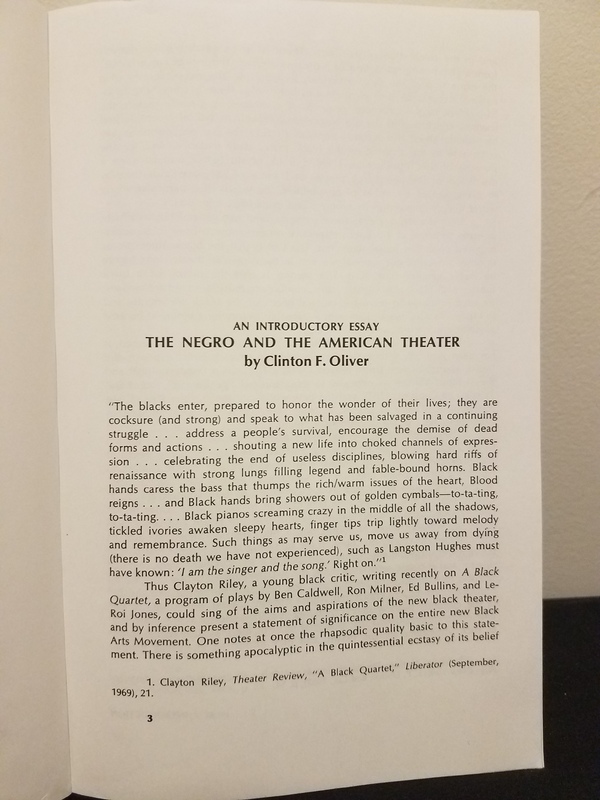 AN INTRODUCTORY ESSAY
THE NEGRO AND THE AMERICAN THEATER
by Clinton F. Oliver
"The blacks enter, prepared to honor the wonder of their lives; they are
cocksure (and strong) and speak to what has been salvaged in a continuing
struggle . . . address a people's survival, encourage the demise of dead
forms and actions . . . shouting a new life into choked channels of expres-
sion . . . celebrating the end of useless disciplines, blowing hard riffs of
renaissance with strong lungs filling legend and fable-bound horns. Black
hands caress the bass that thumps the rich/warm issues of the heart, Blood
reigns . . . and Black hands bring showers out of golden cymbals—to-ta-ting,
to-ta-ting. . . . Black pianos screaming crazy in the middle of all the shadows,
tickled ivories awaken sleepy hearts, finger tips trip lightly toward melody
and remembrance. Such things as may serve us, move us away from dying
(there is no death we have not experienced), such as Langston Hughes must
have known: 'I am the singer and the song.' Right on."1
Thus Clayton Riley, a young black critic, writing recently on A Black
Quartet, a program of plays by Ben Caldwell, Ron Milner, Ed Bullins, and Le-
Roi Jones, could sing of the aims and aspirations of the new black theater,
and by inference present a statement of significance on the entire new Black
Arts Movement. One notes at once the rhapsodic quality basic to this state-
ment. There is something apocalyptic in the quintessential ecstasy of its belief
1. Clayton Riley, Theater Review, "A Black Quartet," Liberator (September,
1969), 21.
3